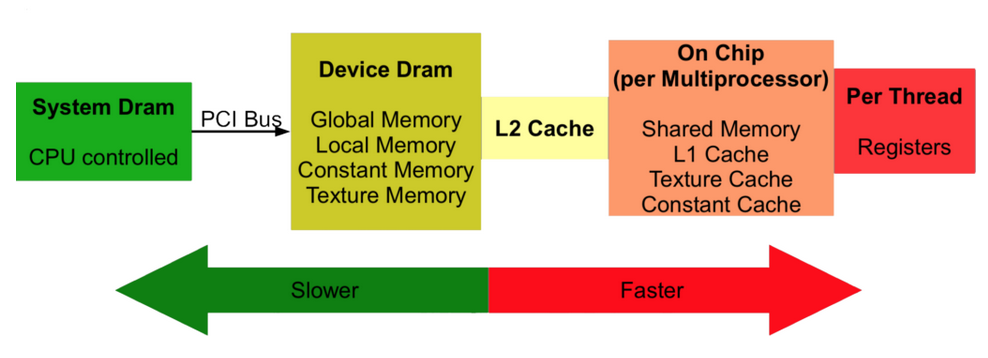 System Dram
CPU controlled
PCI Bus
Device Dram
Global Memory
Local Memory
Constant Memory
Texture Memory
L2 Cache
On Chip
(per Multiprocessor)
Shared Memory
L1 Cache
Texture Cache
Constant Cache
Per Thread
Registers
Slower
Faster